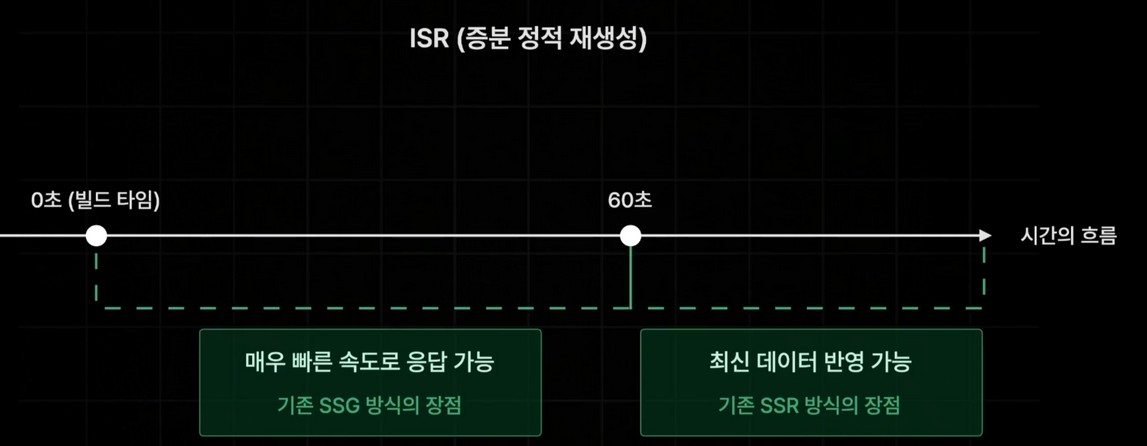 ISR (증분 정적 재생성)
0초 (빌드 타임)
60초
시간의 흐름
매우 빠른 속도로 응답 가능
기존 SSG 방식의 장점
최신 데이터 반영 가능
기존 SSR 방식의 장점